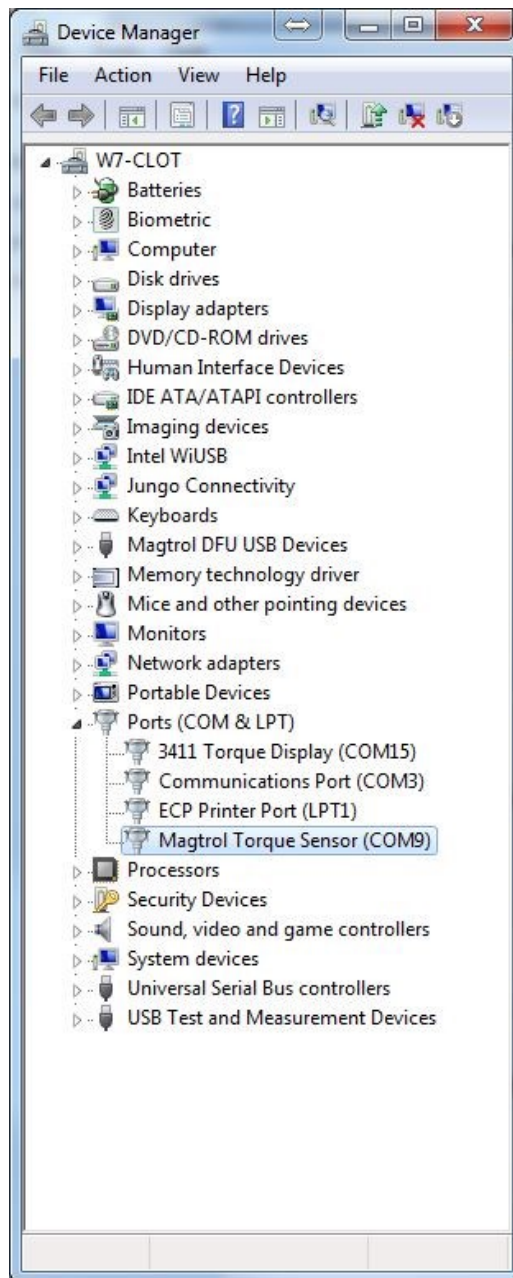 Device Manager
File Action View Help
W7-CLOT
Batteries
Biometric
Computer
Disk drives
Display adapters
DVD/CD-ROM drives
Human Interface Devices
IDE ATA/ATAPI controllers
Imaging devices
Intel WiUSB
Jungo Connectivity
Keyboards
Magtrol DFU USB Devices
Memory technology driver
Mice and other pointing devices
Monitors
Network adapters
Portable Devices
Ports (COM & LPT)
3411 Torque Display (COM15)
Communications Port (COM3)
ECP Printer Port (LPT1)
Magtrol Torque Sensor (COM9)
Processors
Security Devices
Sound, video and game controllers
System devices
Universal Serial Bus controllers
USB Test and Measurement Devices